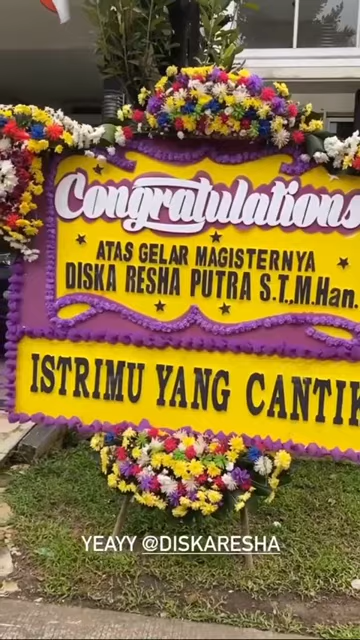 Congratulations
ATAS GELAR MAGISTERNYA
DISKA RESHA PUTRA S.T.,M.Han.
ISTRIMU YANG CANTIK
YEAYY @DISKARESHA